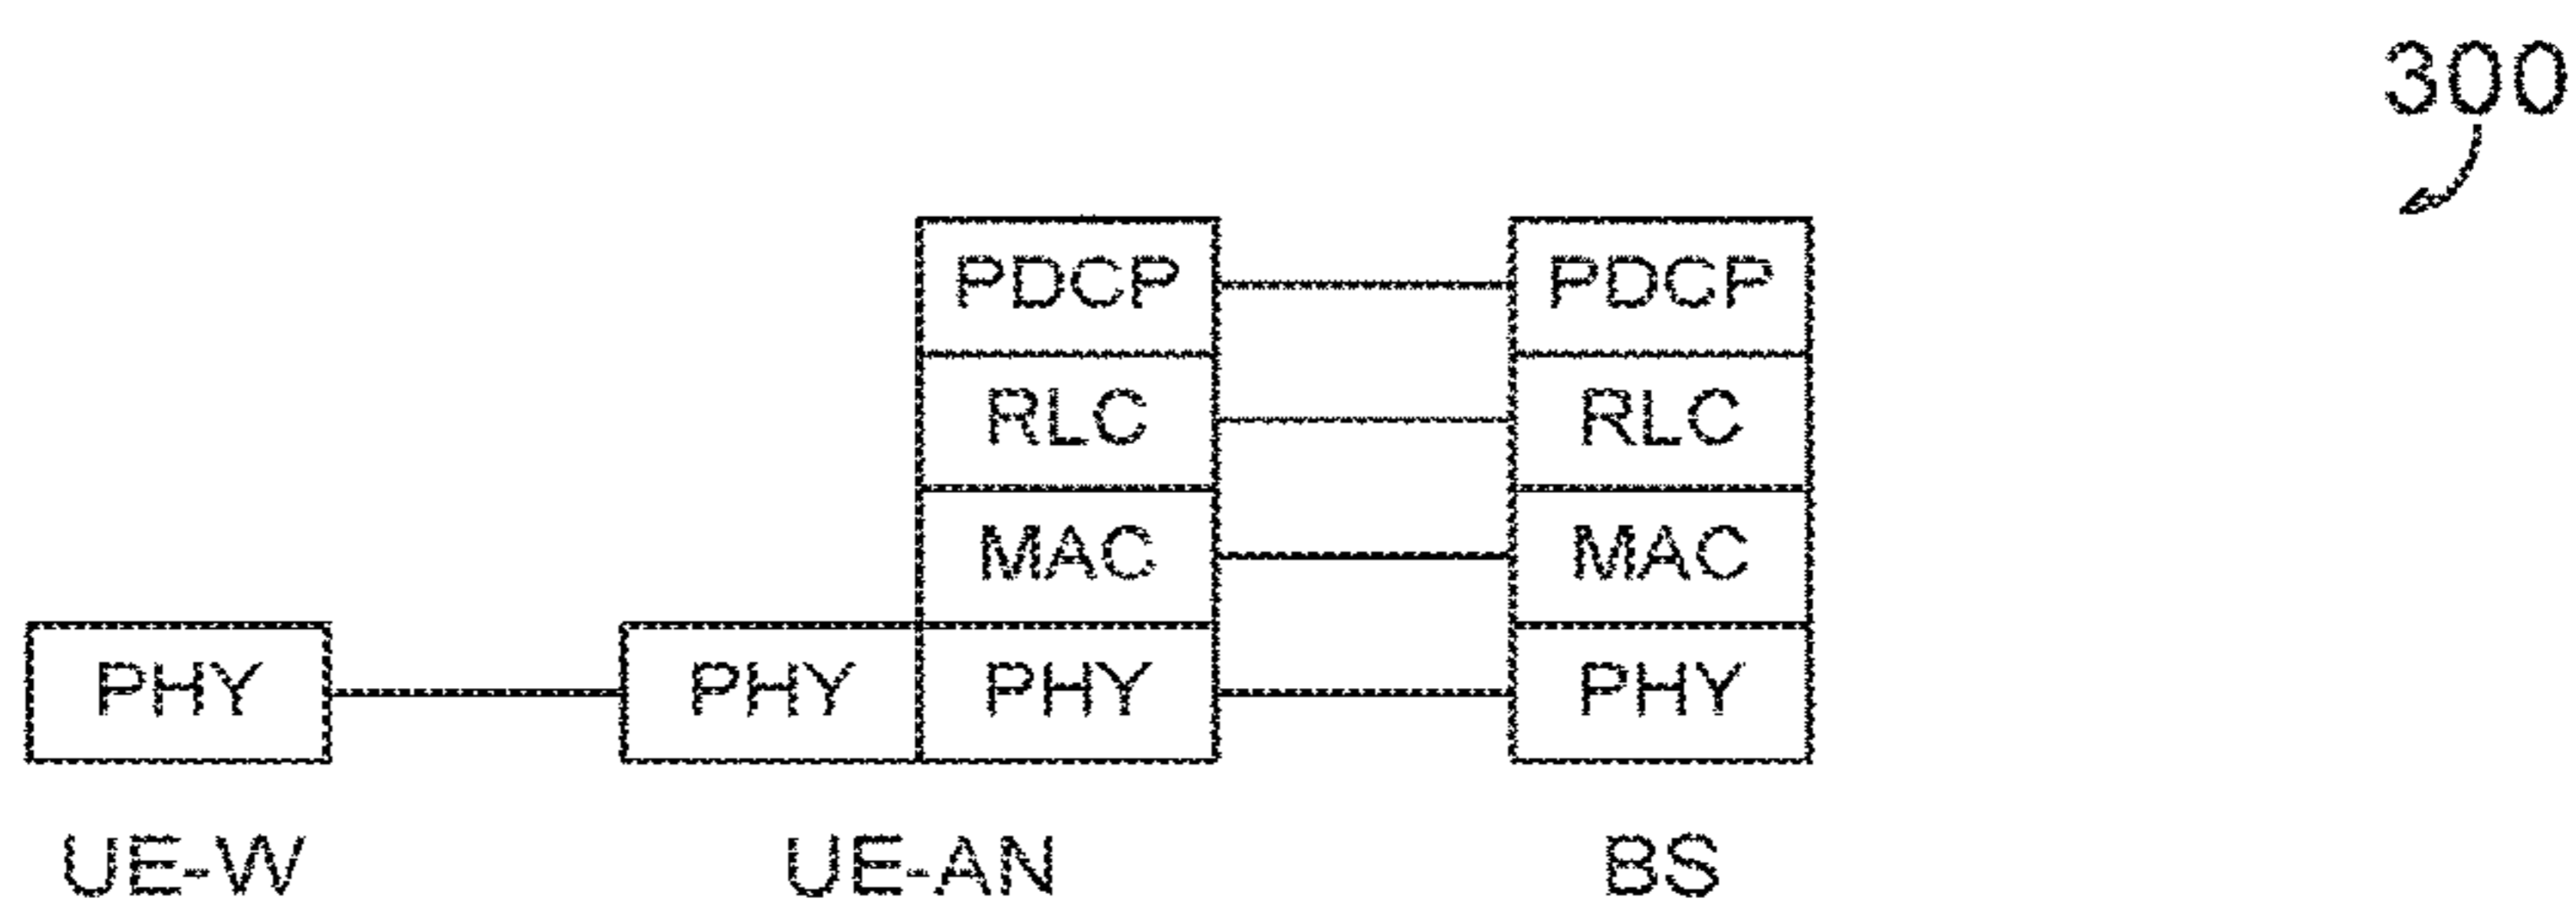 300
PDCP PDCP
RLC RLC
MAC MAC
PHY PHY PHY PHY
UE-W UE-AN BS